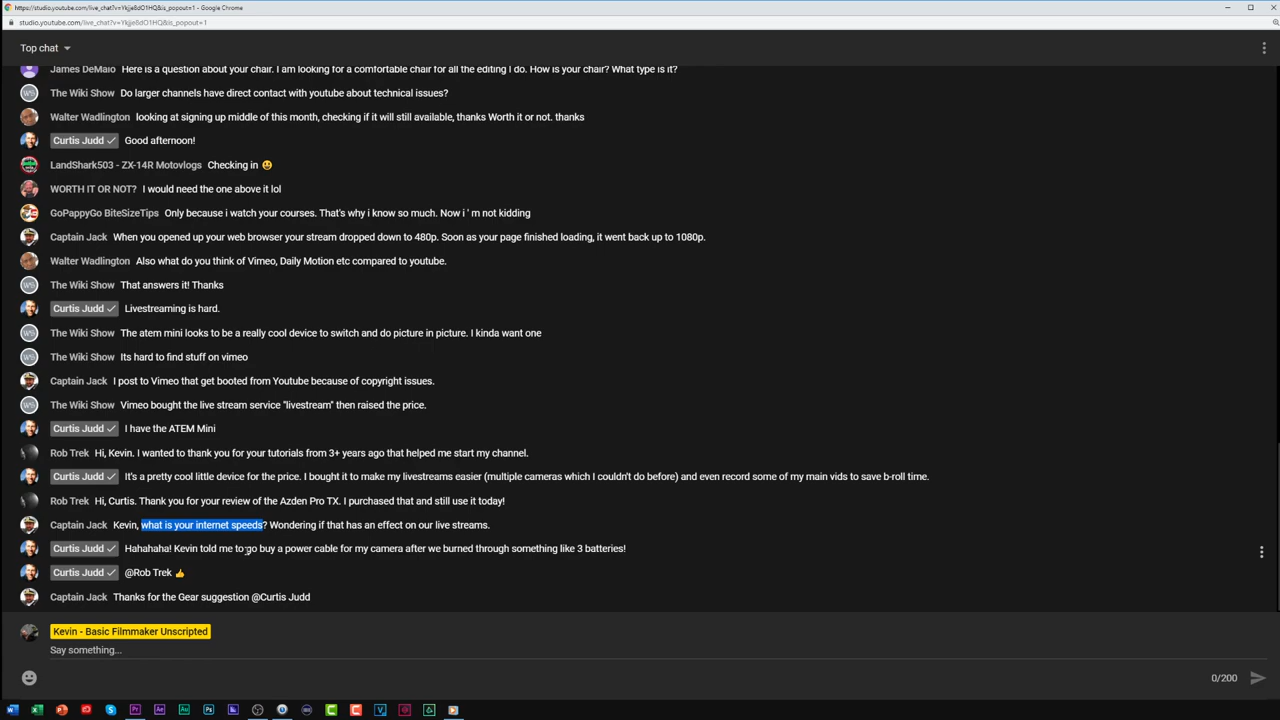 https://studio.youtube.com/live_chat?v=Ykjje8dO1HQ&is_popout=1 - Google Chrome
studio.youtube.com/live_chat?v=Ykjje8dO1HQ&is_popout=1
Top chat
James DeMaio Here is a question about your chair. I am looking for a comfortable chair for all the editing I do. How is your chair? What type is it?
The Wiki Show Do larger channels have direct contact with youtube about technical issues?
Walter Wadlington looking at signing up middle of this month, checking if it will still available, thanks Worth it or not. thanks
Curtis Judd Good afternoon!
LandShark503 - ZX-14R Motovlogs Checking in 😃
WORTH IT OR NOT? I would need the one above it lol
GoPappyGo BiteSizeTips Only because i watch your courses. That's why i know so much. Now i ' m not kidding
Captain Jack When you opened up your web browser your stream dropped down to 480p. Soon as your page finished loading, it went back up to 1080p.
Walter Wadlington Also what do you think of Vimeo, Daily Motion etc compared to youtube.
The Wiki Show That answers it! Thanks
Curtis Judd Livestreaming is hard.
The Wiki Show The atem mini looks to be a really cool device to switch and do picture in picture. I kinda want one
The Wiki Show Its hard to find stuff on vimeo
Captain Jack I post to Vimeo that get booted from Youtube because of copyright issues.
The Wiki Show Vimeo bought the live stream service "livestream" then raised the price.
Curtis Judd I have the ATEM Mini
Rob Trek Hi, Kevin. I wanted to thank you for your tutorials from 3+ years ago that helped me start my channel.
Curtis Judd It's a pretty cool little device for the price. I bought it to make my livestreams easier (multiple cameras which I couldn't do before) and even record some of my main vids to save b-roll time.
Rob Trek Hi, Curtis. Thank you for your review of the Azden Pro TX. I purchased that and still use it today!
Captain Jack Kevin, what is your internet speeds? Wondering if that has an effect on our live streams.
Curtis Judd Hahahaha! Kevin told me to go buy a power cable for my camera after we burned through something like 3 batteries!
Curtis Judd @Rob Trek 👍
Captain Jack Thanks for the Gear suggestion @Curtis Judd
Kevin - Basic Filmmaker Unscripted
Say something...
0/200